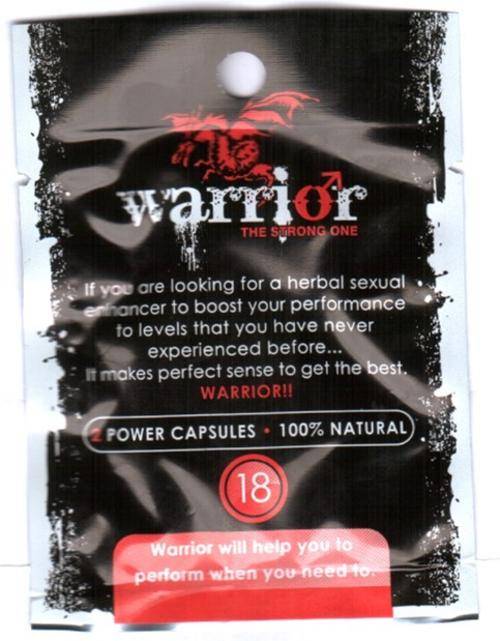 warrior
THE STRONG ONE
If you are looking for a herbal sexual
enhancer to boost your performance
to levels that you have never
experienced before...
It makes perfect sense to get the best.
WARRIOR!!
2 POWER CAPSULES • 100% NATURAL
18
Warrior will help you to
perform when you need to.